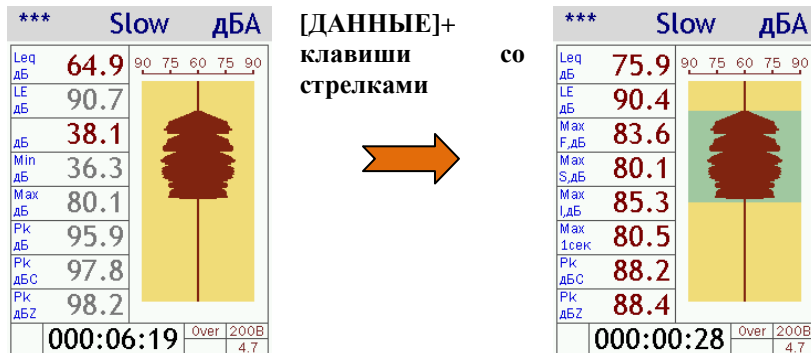 *** Slow дБА
Leq дБ 64.9
90 75 60 75 90
LE дБ 90.7
дБ 38.1
Min дБ 36.3
Max дБ 80.1
Pk дБ 95.9
Pk дБС 97.8
Pk дБZ 98.2
000:06:19 Over 200В 4.7
[ДАННЫЕ]+
клавиши со
стрелками
*** Slow дБА
Leq дБ 75.9
90 75 60 75 90
LE дБ 90.4
Max F,дБ 83.6
Max S,дБ 80.1
Max I,дБ 85.3
Max 1сек 80.5
Pk дБС 88.2
Pk дБZ 88.4
000:00:28 Over 200В 4.7